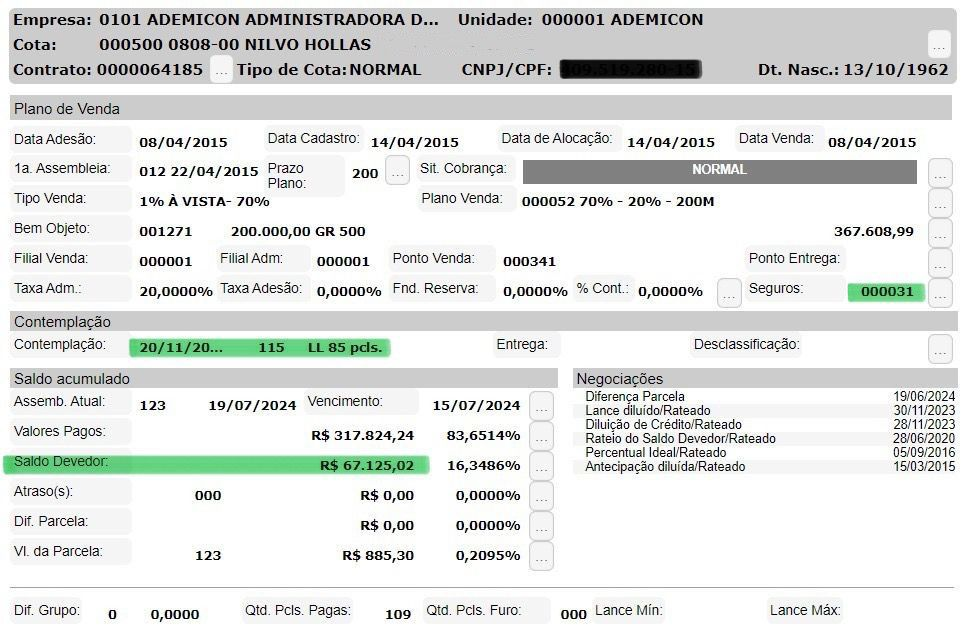 Empresa: 0101 ADEMICON ADMINISTRADORA D... Unidade: 000001 ADEMICON
Cota: 000500 0808-00 NILVO HOLLAS ...
Contrato: 0000064185 ... Tipo de Cota: NORMAL CNPJ/CPF: Dt. Nasc.: 13/10/1962
Plano de Venda
Data Adesão: 08/04/2015 Data Cadastro: 14/04/2015 Data de Alocação: 14/04/2015 Data Venda: 08/04/2015
1a. Assembleia: 012 22/04/2015 Prazo Plano: 200 ... Sit. Cobrança: NORMAL ...
Tipo Venda: 1% À VISTA- 70% Plano Venda: 000052 70% - 20% - 200M ...
Bem Objeto: 001271 200.000,00 GR 500 367.608,99 ...
Filial Venda: 000001 Filial Adm: 000001 Ponto Venda: 000341 Ponto Entrega: ...
Taxa Adm.: 20,0000% Taxa Adesão: 0,0000% Fnd. Reserva: 0,0000% % Cont.: 0,0000% ... Seguros: 000031 ...
Contemplação
Contemplação: 20/11/20... 115 LL 85 pcls. Entrega: Desclassificação: ...
Saldo acumulado
Assemb. Atual: 123 19/07/2024 Vencimento: 15/07/2024 ...
Valores Pagos: R$ 317.824,24 83,6514% ...
Saldo Devedor: R$ 67.125,02 16,3486% ...
Atraso(s): 000 R$ 0,00 0,0000% ...
Dif. Parcela: R$ 0,00 0,0000% ...
Vl. da Parcela: 123 R$ 885,30 0,2095% ...
Negociações
Diferença Parcela 19/06/2024
Lance diluído/Rateado 30/11/2023
Diluição de Crédito/Rateado 28/11/2023
Rateio do Saldo Devedor/Rateado 28/06/2020
Percentual Ideal/Rateado 05/09/2016
Antecipação diluída/Rateado 15/03/2015
Dif. Grupo: 0 0,0000 Qtd. Pcls. Pagas: 109 Qtd. Pcls. Furo: 000 Lance Mín: Lance Máx: